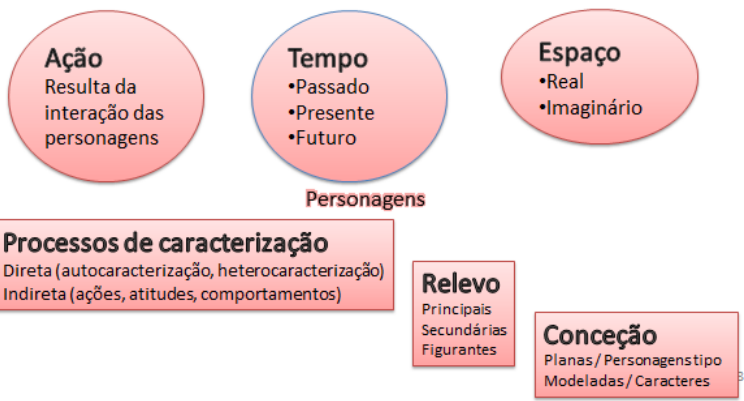 Ação
Resulta da
interação das
personagens
Tempo
•Passado
•Presente
•Futuro
Espaço
•Real
•Imaginário
Personagens
Processos de caracterização
Direta (autocaracterização, heterocaracterização)
Indireta (ações, atitudes, comportamentos)
Relevo
Principais
Secundárias
Figurantes
Conceção
Planas / Personagens tipo
Modeladas / Caracteres